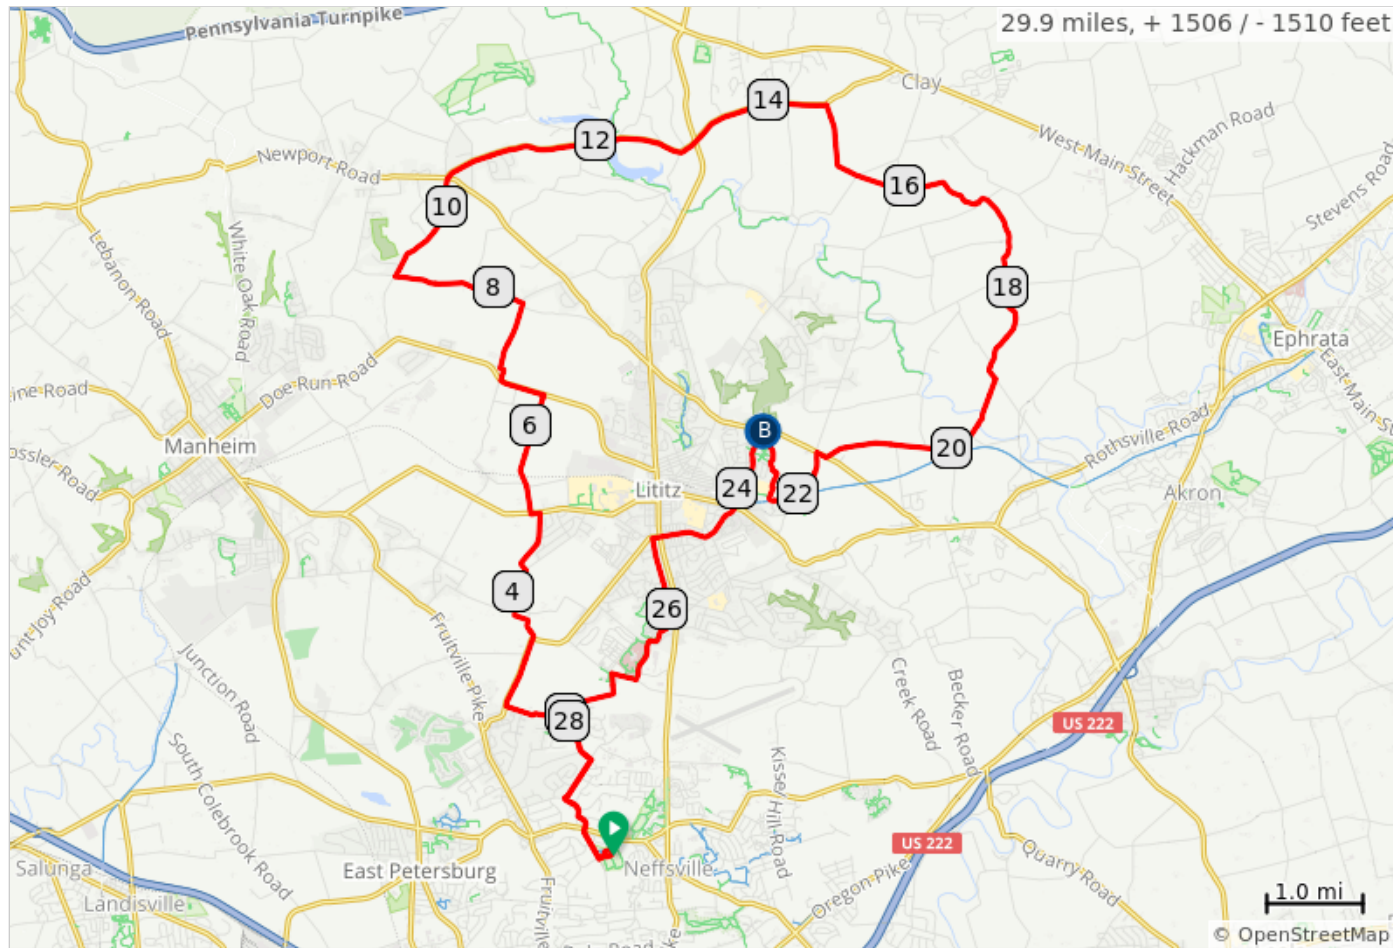 Pennsylvania Turnpike
29.9 miles, + 1506 / - 1510 feet
Clay
14
12
West Main Street
Hackman Road
Newport Road
16
Stevens Road
10
Lebanon Road
White Oak Road
8
18
Ephrata
Doe Run Road
East Main St
ine Road
6
B
20
Rothsville Road
Manheim
ossler Road
24
22
Lititz
Akron
4
26
unt Joy Road
Fruitville Pike
Junction Road
Creek Road
Becker Road
28
US 222
South Colebrook Road
Kissel Hill Road
US 222
Salunga
East Petersburg
Neffsville
Quarry Road
Landisville
Fruitville
Oregon Pike
1.0 mi
© OpenStreetMap